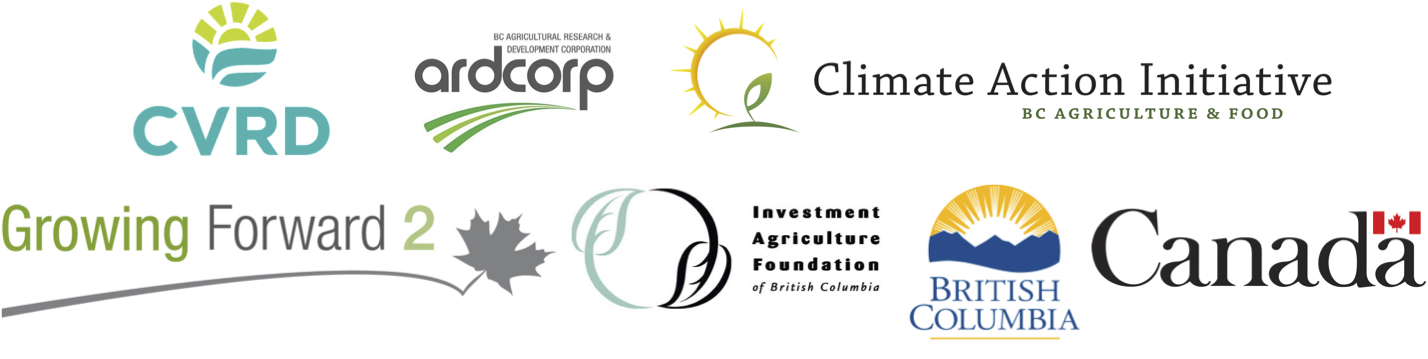 CVRD
BC AGRICULTURAL RESEARCH &
DEVELOPMENT CORPORATION
ardcorp
Climate Action Initiative
BC AGRICULTURE & FOOD
Growing Forward 2
Investment
Agriculture
Foundation
of British Columbia
BRITISH
COLUMBIA
Canada